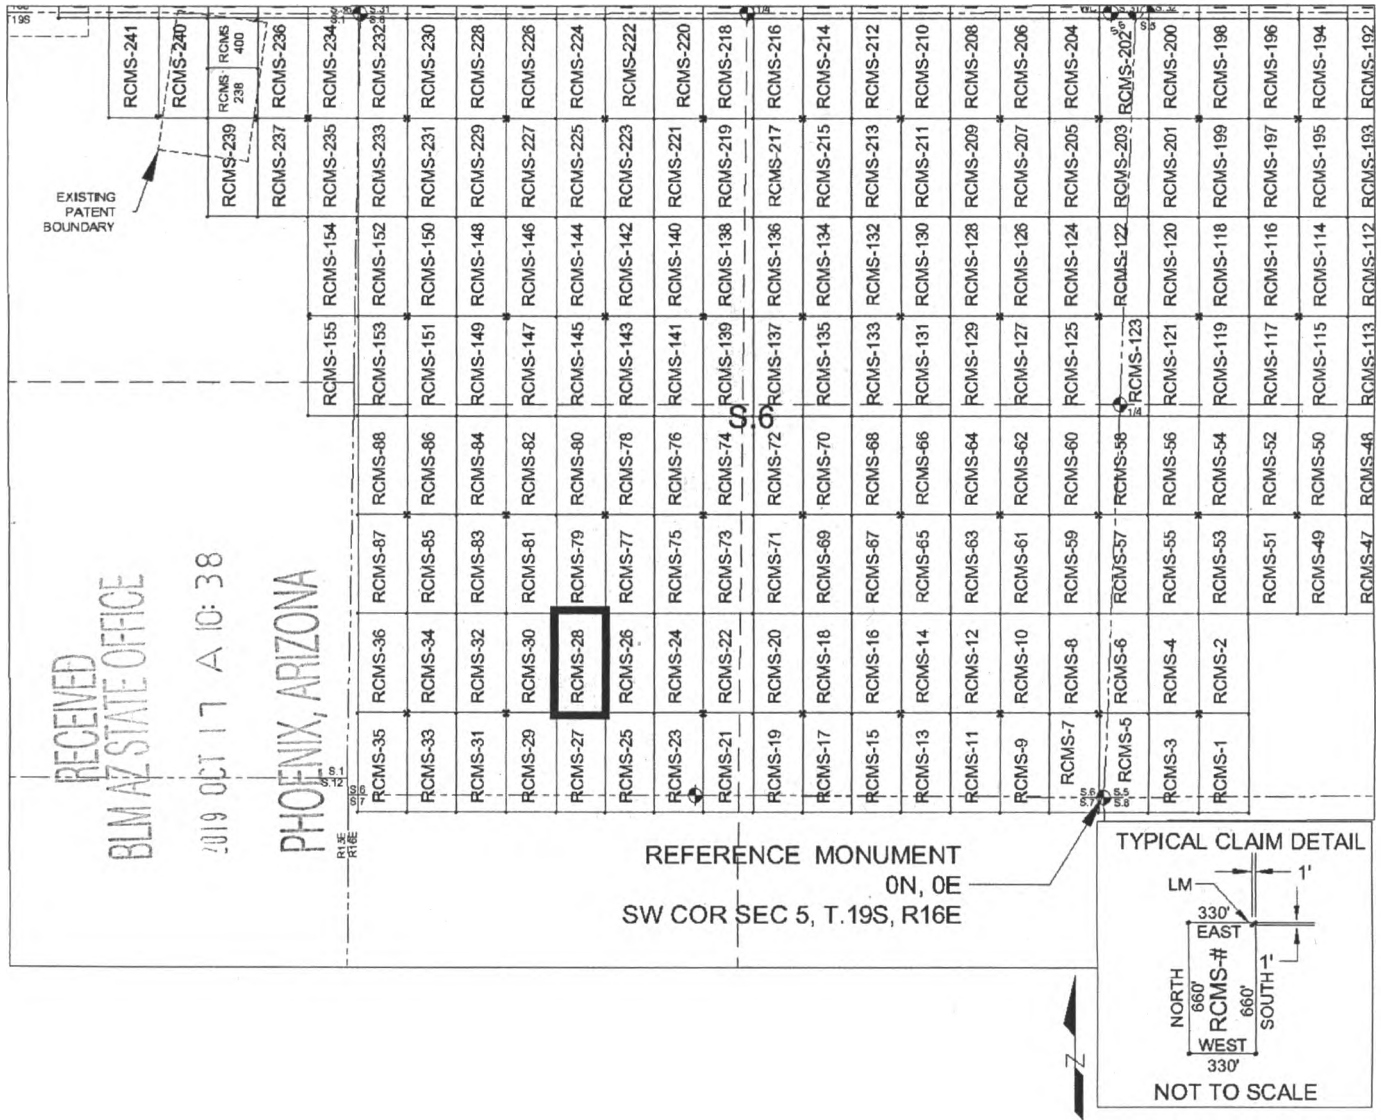 19S
S.31
S.1 S.6
1/4
S.32
S.6 S.5
RCMS-241
RCMS-240
RCMS 400
RCMS-238
RCMS-236
RCMS-234
RCMS-232
RCMS-230
RCMS-228
RCMS-226
RCMS-224
RCMS-222
RCMS-220
RCMS-218
RCMS-216
RCMS-214
RCMS-212
RCMS-210
RCMS-208
RCMS-206
RCMS-204
RCMS-202
RCMS-200
RCMS-198
RCMS-196
RCMS-194
RCMS-192
RCMS-239
RCMS-237
RCMS-235
RCMS-233
RCMS-231
RCMS-229
RCMS-227
RCMS-225
RCMS-223
RCMS-221
RCMS-219
RCMS-217
RCMS-215
RCMS-213
RCMS-211
RCMS-209
RCMS-207
RCMS-205
RCMS-203
RCMS-201
RCMS-199
RCMS-197
RCMS-195
RCMS-193
EXISTING
PATENT
BOUNDARY
RCMS-154
RCMS-152
RCMS-150
RCMS-148
RCMS-146
RCMS-144
RCMS-142
RCMS-140
RCMS-138
RCMS-136
RCMS-134
RCMS-132
RCMS-130
RCMS-128
RCMS-126
RCMS-124
RCMS-122
RCMS-120
RCMS-118
RCMS-116
RCMS-114
RCMS-112
RCMS-155
RCMS-153
RCMS-151
RCMS-149
RCMS-147
RCMS-145
RCMS-143
RCMS-141
RCMS-139
RCMS-137
RCMS-135
RCMS-133
RCMS-131
RCMS-129
RCMS-127
RCMS-125
RCMS-123
RCMS-121
RCMS-119
RCMS-117
RCMS-115
RCMS-113
1/4
S.6
RCMS-88
RCMS-86
RCMS-84
RCMS-82
RCMS-80
RCMS-78
RCMS-76
RCMS-74
RCMS-72
RCMS-70
RCMS-68
RCMS-66
RCMS-64
RCMS-62
RCMS-60
RCMS-58
RCMS-56
RCMS-54
RCMS-52
RCMS-50
RCMS-48
RCMS-87
RCMS-85
RCMS-83
RCMS-81
RCMS-79
RCMS-77
RCMS-75
RCMS-73
RCMS-71
RCMS-69
RCMS-67
RCMS-65
RCMS-63
RCMS-61
RCMS-59
RCMS-57
RCMS-55
RCMS-53
RCMS-51
RCMS-49
RCMS-47
RCMS-36
RCMS-34
RCMS-32
RCMS-30
RCMS-28
RCMS-26
RCMS-24
RCMS-22
RCMS-20
RCMS-18
RCMS-16
RCMS-14
RCMS-12
RCMS-10
RCMS-8
RCMS-6
RCMS-4
RCMS-2
RCMS-35
RCMS-33
RCMS-31
RCMS-29
RCMS-27
RCMS-25
RCMS-23
RCMS-21
RCMS-19
RCMS-17
RCMS-15
RCMS-13
RCMS-11
RCMS-9
RCMS-7
RCMS-5
RCMS-3
RCMS-1
RECEIVED
BLM AZ STATE OFFICE
2019 OCT 17 A 10: 38
PHOENIX, ARIZONA
S.1
S.12
S.6
S.7
S.6 S.5
S.7 S.8
R15E
R16E
REFERENCE MONUMENT
0N, 0E
SW COR SEC 5, T.19S, R16E
TYPICAL CLAIM DETAIL
1'
LM
330'
EAST
1'
NORTH
660'
RCMS-#
660'
SOUTH
WEST
330'
NOT TO SCALE
N